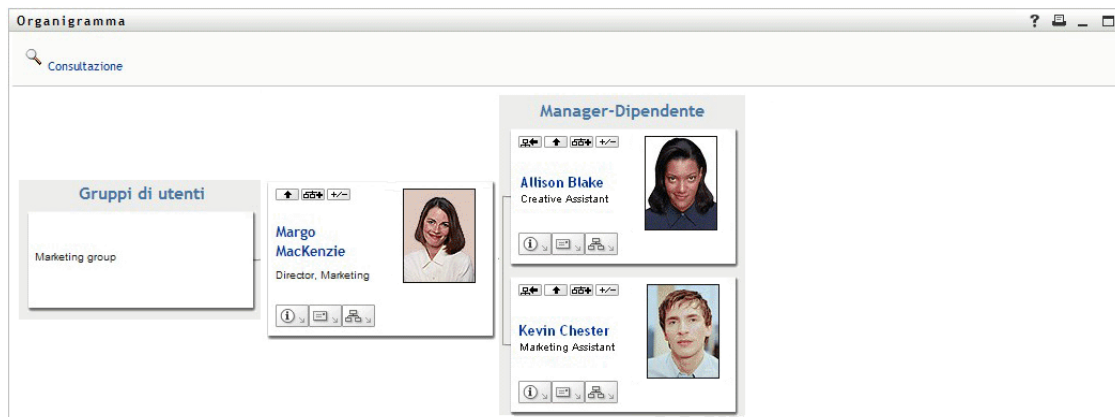 Organigramma
?
Consultazione
Gruppi di utenti
Marketing group
+/-
Margo
MacKenzie
Director, Marketing
Manager-Dipendente
+/-
Allison Blake
Creative Assistant
+/-
Kevin Chester
Marketing Assistant